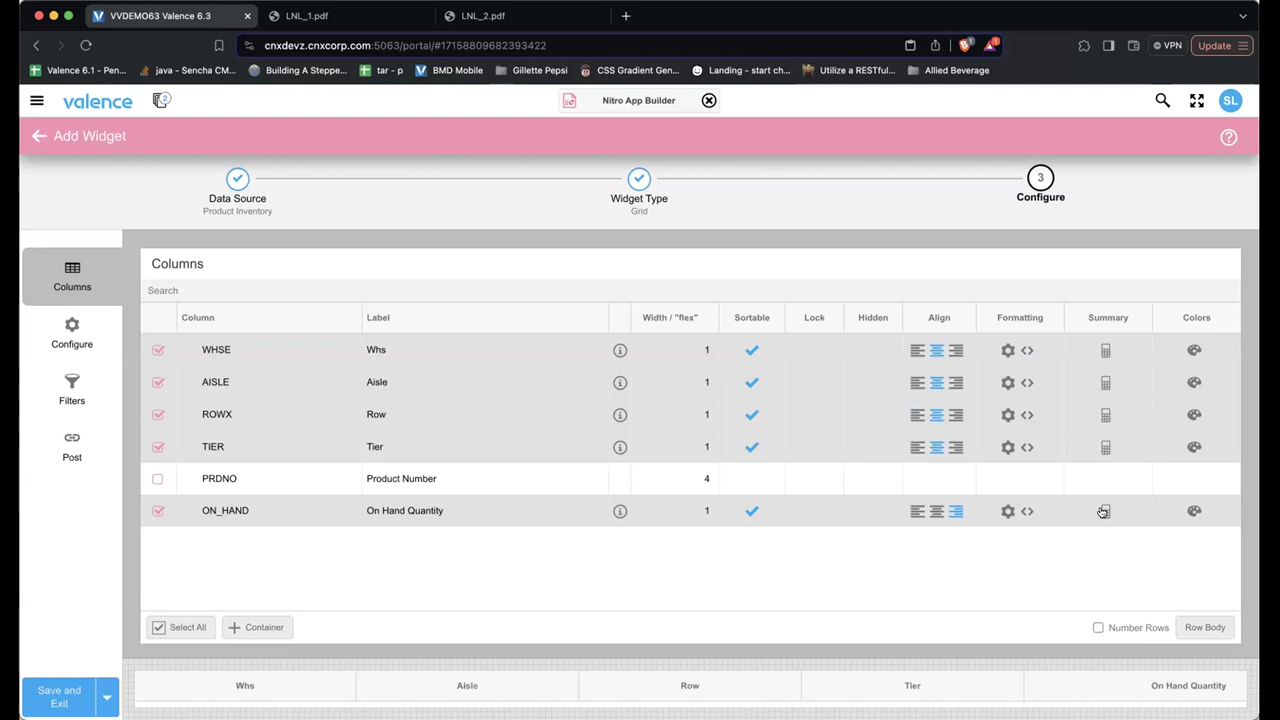 VVDEMO63 Valence 6.3
LNL_1.pdf
LNL_2.pdf
cnxdevz.cnxcorp.com:5063/portal/#17158809682393422
1
VPN
Update
Valence 6.1 - Pen...
java - Sencha CM...
Building A Steppe...
tar - p
BMD Mobile
Gillette Pepsi
CSS Gradient Gen...
Landing - start ch...
Utilize a RESTful...
Allied Beverage
valence
2
Nitro App Builder
SL
Add Widget
3
Data Source
Product Inventory
Widget Type
Grid
Configure
Columns
Configure
Filters
Post
Columns
Search
Column Label Width / "flex" Sortable Lock Hidden Align Formatting Summary Colors
WHSE Whs 1
AISLE Aisle 1
ROWX Row 1
TIER Tier 1
PRDNO Product Number 4
ON_HAND On Hand Quantity 1
Select All
Container
Number Rows
Row Body
Save and
Exit
Whs Aisle Row Tier On Hand Quantity